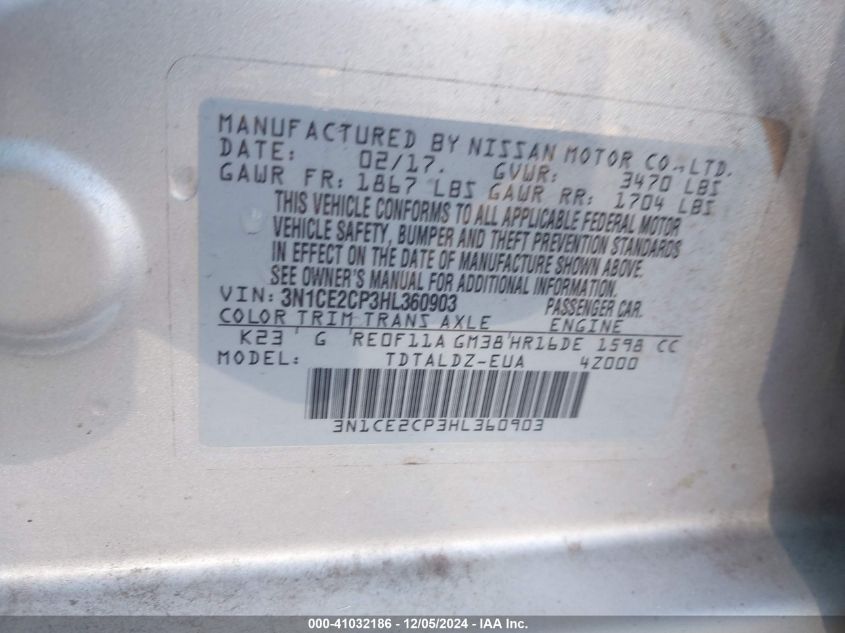 MANUFACTURED BY NISSAN MOTOR CO.,LTD.
DATE: 02/17. GVWR: 3470 LBS
GAWR FR: 1867 LBS GAWR RR: 1704 LBS
THIS VEHICLE CONFORMS TO ALL APPLICABLE FEDERAL MOTOR
VEHICLE SAFETY, BUMPER AND THEFT PREVENTION STANDARDS
IN EFFECT ON THE DATE OF MANUFACTURE SHOWN ABOVE.
SEE OWNER'S MANUAL FOR ADDITIONAL INFORMATION.
VIN: 3N1CE2CP3HL360903 PASSENGER CAR.
COLOR TRIM TRANS AXLE ENGINE
K23 ' G 'RE0F11A GM38'HR16DE 1598 CC
MODEL: TDTALDZ-EUA 4Z000
3N1CE2CP3HL360903
000-41032186 - 12/05/2024 - IAA Inc.